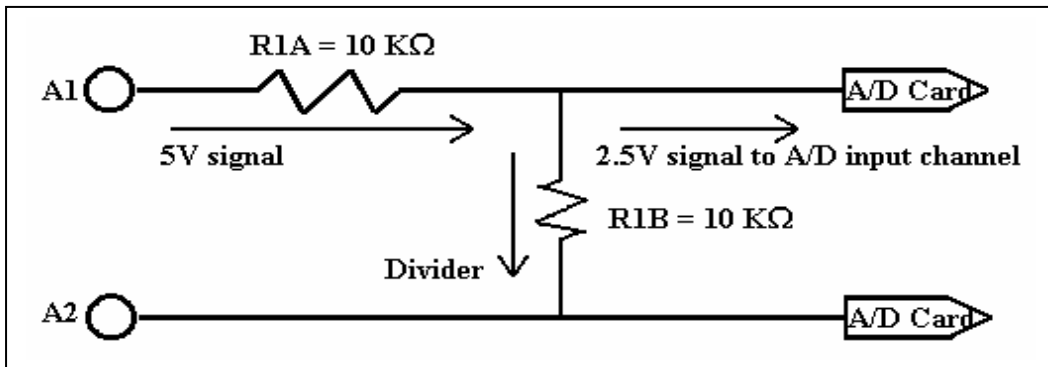 R1A = 10 KΩ
A1
A/D Card
5V signal
2.5V signal to A/D input channel
R1B = 10 KΩ
Divider
A2
A/D Card